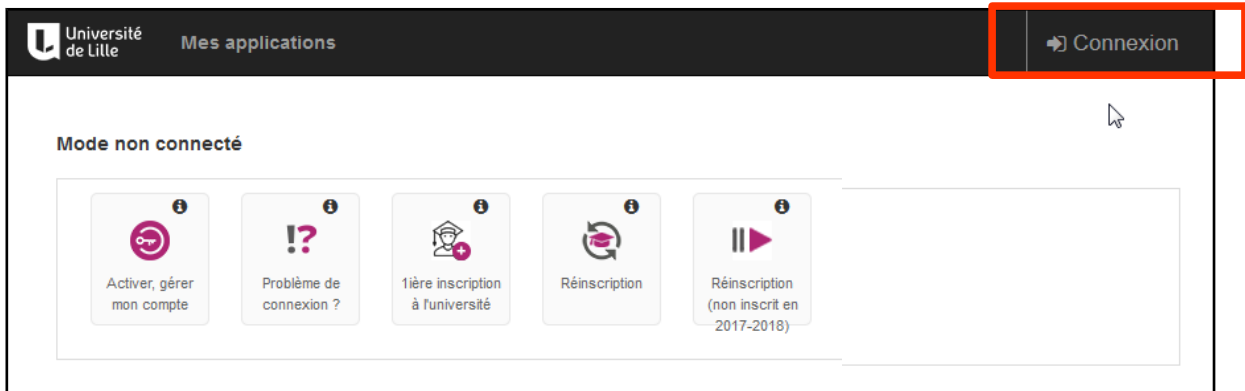 Université
de Lille
Mes applications
Connexion
Mode non connecté
Activer, gérer
mon compte
!?
Problème de
connexion ?
1ière inscription
à l'université
Réinscription
Réinscription
(non inscrit en
2017-2018)